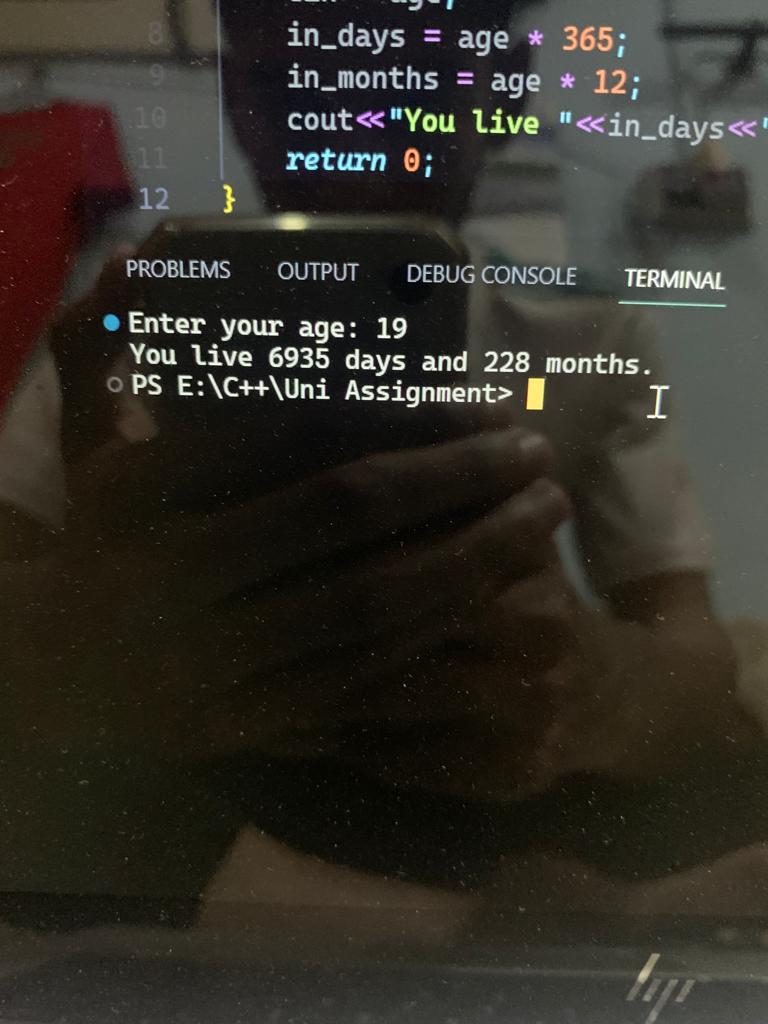 8 in_days = age * 365;
9 in_months = age * 12;
10 cout<<"You live "<<in_days<<"
11 return 0;
12 }
PROBLEMS OUTPUT DEBUG CONSOLE TERMINAL
Enter your age: 19
You live 6935 days and 228 months.
PS E:\C++\Uni Assignment>
hp